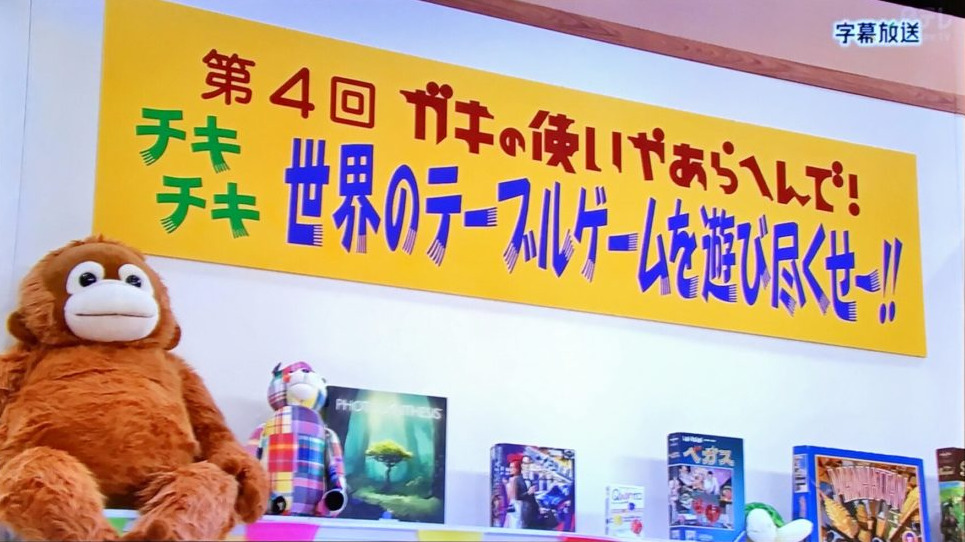 字幕放送
第4回 ガキの使いやあらへんで!
チキ
チキ
世界のテーブルゲームを遊び尽くせー!!
PHOTOSYNTHESIS
ベガス
MANHATTAN